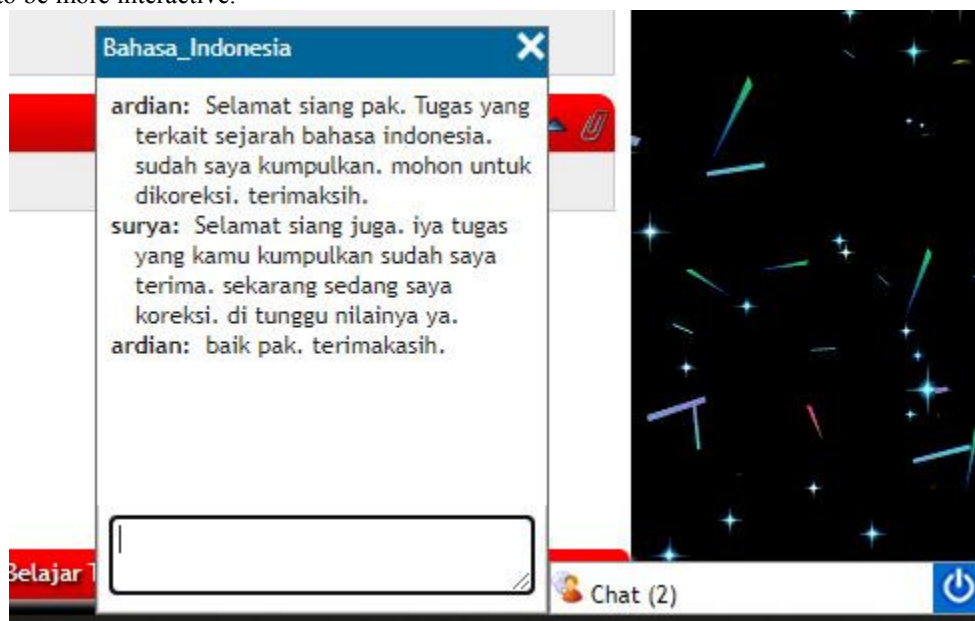 to be more interactive.
Bahasa_Indonesia
ardian: Selamat siang pak. Tugas yang
terkait sejarah bahasa indonesia.
sudah saya kumpulkan. mohon untuk
dikoreksi. terimaksih.
surya: Selamat siang juga. iya tugas
yang kamu kumpulkan sudah saya
terima. sekarang sedang saya
koreksi. di tunggu nilainya ya.
ardian: baik pak. terimakasih.
Belajar
Chat (2)